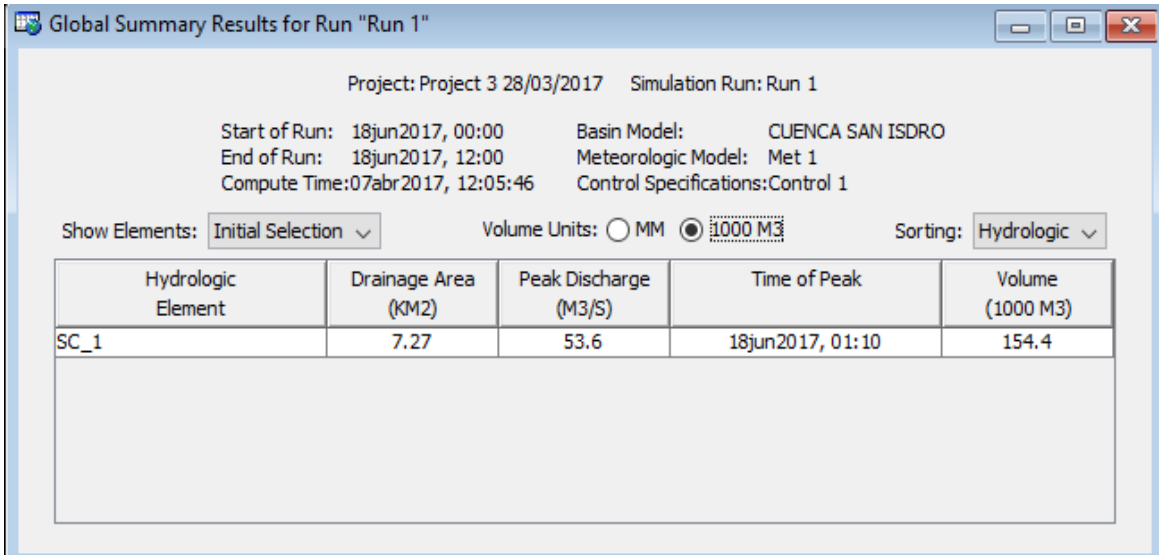 Global Summary Results for Run "Run 1"
Project: Project 3 28/03/2017 Simulation Run: Run 1
Start of Run: 18jun2017, 00:00 Basin Model: CUENCA SAN ISDRO
End of Run: 18jun2017, 12:00 Meteorologic Model: Met 1
Compute Time:07abr2017, 12:05:46 Control Specifications:Control 1
Show Elements: Initial Selection Volume Units: MM 1000 M3 Sorting: Hydrologic
Hydrologic Drainage Area Peak Discharge Time of Peak Volume
Element (KM2) (M3/S) (1000 M3)
SC_1 7.27 53.6 18jun2017, 01:10 154.4